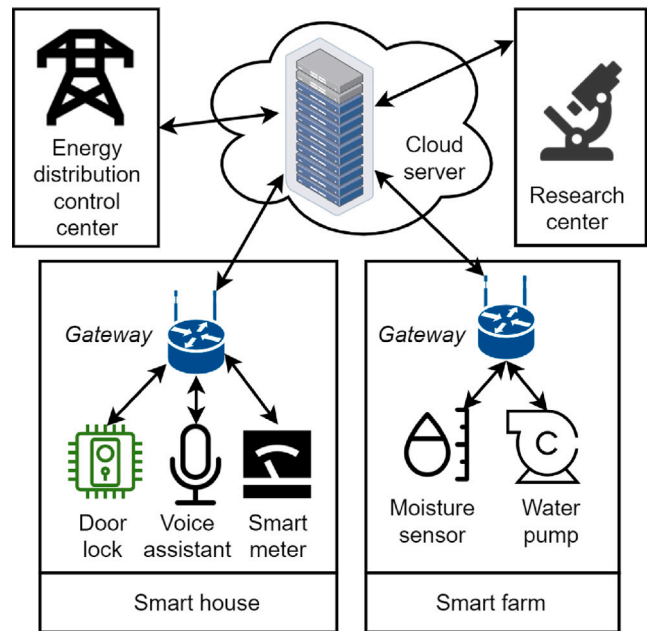 Energy
distribution
control
center
Cloud
server
Research
center
Gateway
Door
lock
Voice
assistant
Smart
meter
Smart house
Gateway
Moisture
sensor
C
Water
pump
Smart farm